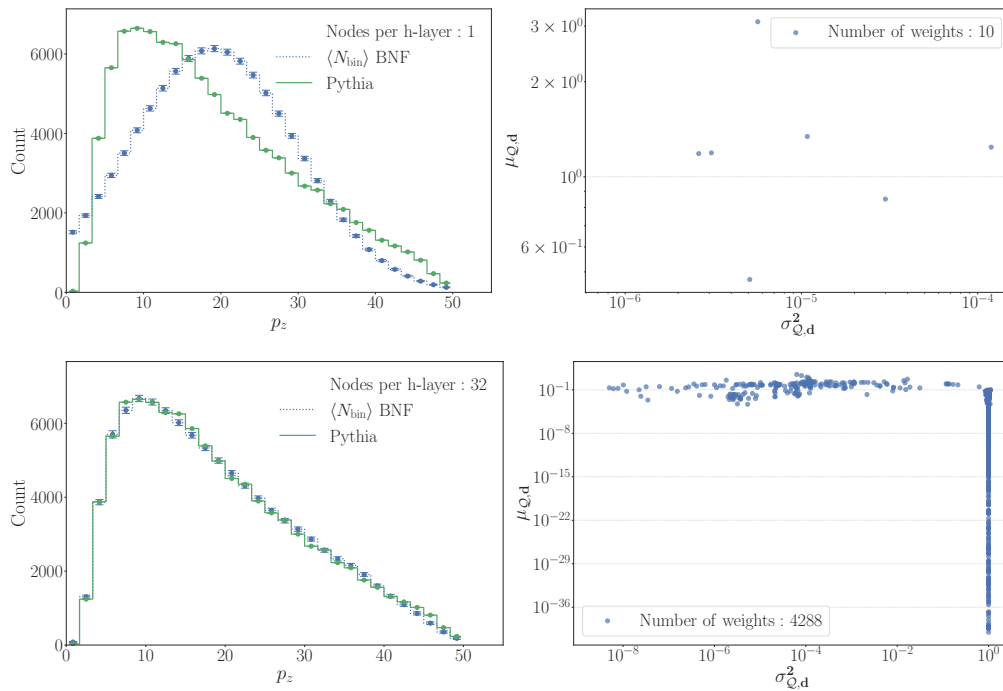 Nodes per h-layer : 1
⟨N_bin⟩ BNF
Pythia
Count
6000
4000
2000
0
0 10 20 30 40 50
p_z
Number of weights : 10
μ_{Q,d}
3 × 10^0
2 × 10^0
10^0
6 × 10^{-1}
10^{-6} 10^{-5} 10^{-4}
σ^2_{Q,d}
Nodes per h-layer : 32
⟨N_bin⟩ BNF
Pythia
Count
6000
4000
2000
0
0 10 20 30 40 50
p_z
μ_{Q,d}
10^{-1}
10^{-8}
10^{-15}
10^{-22}
10^{-29}
10^{-36}
Number of weights : 4288
10^{-8} 10^{-6} 10^{-4} 10^{-2} 10^0
σ^2_{Q,d}